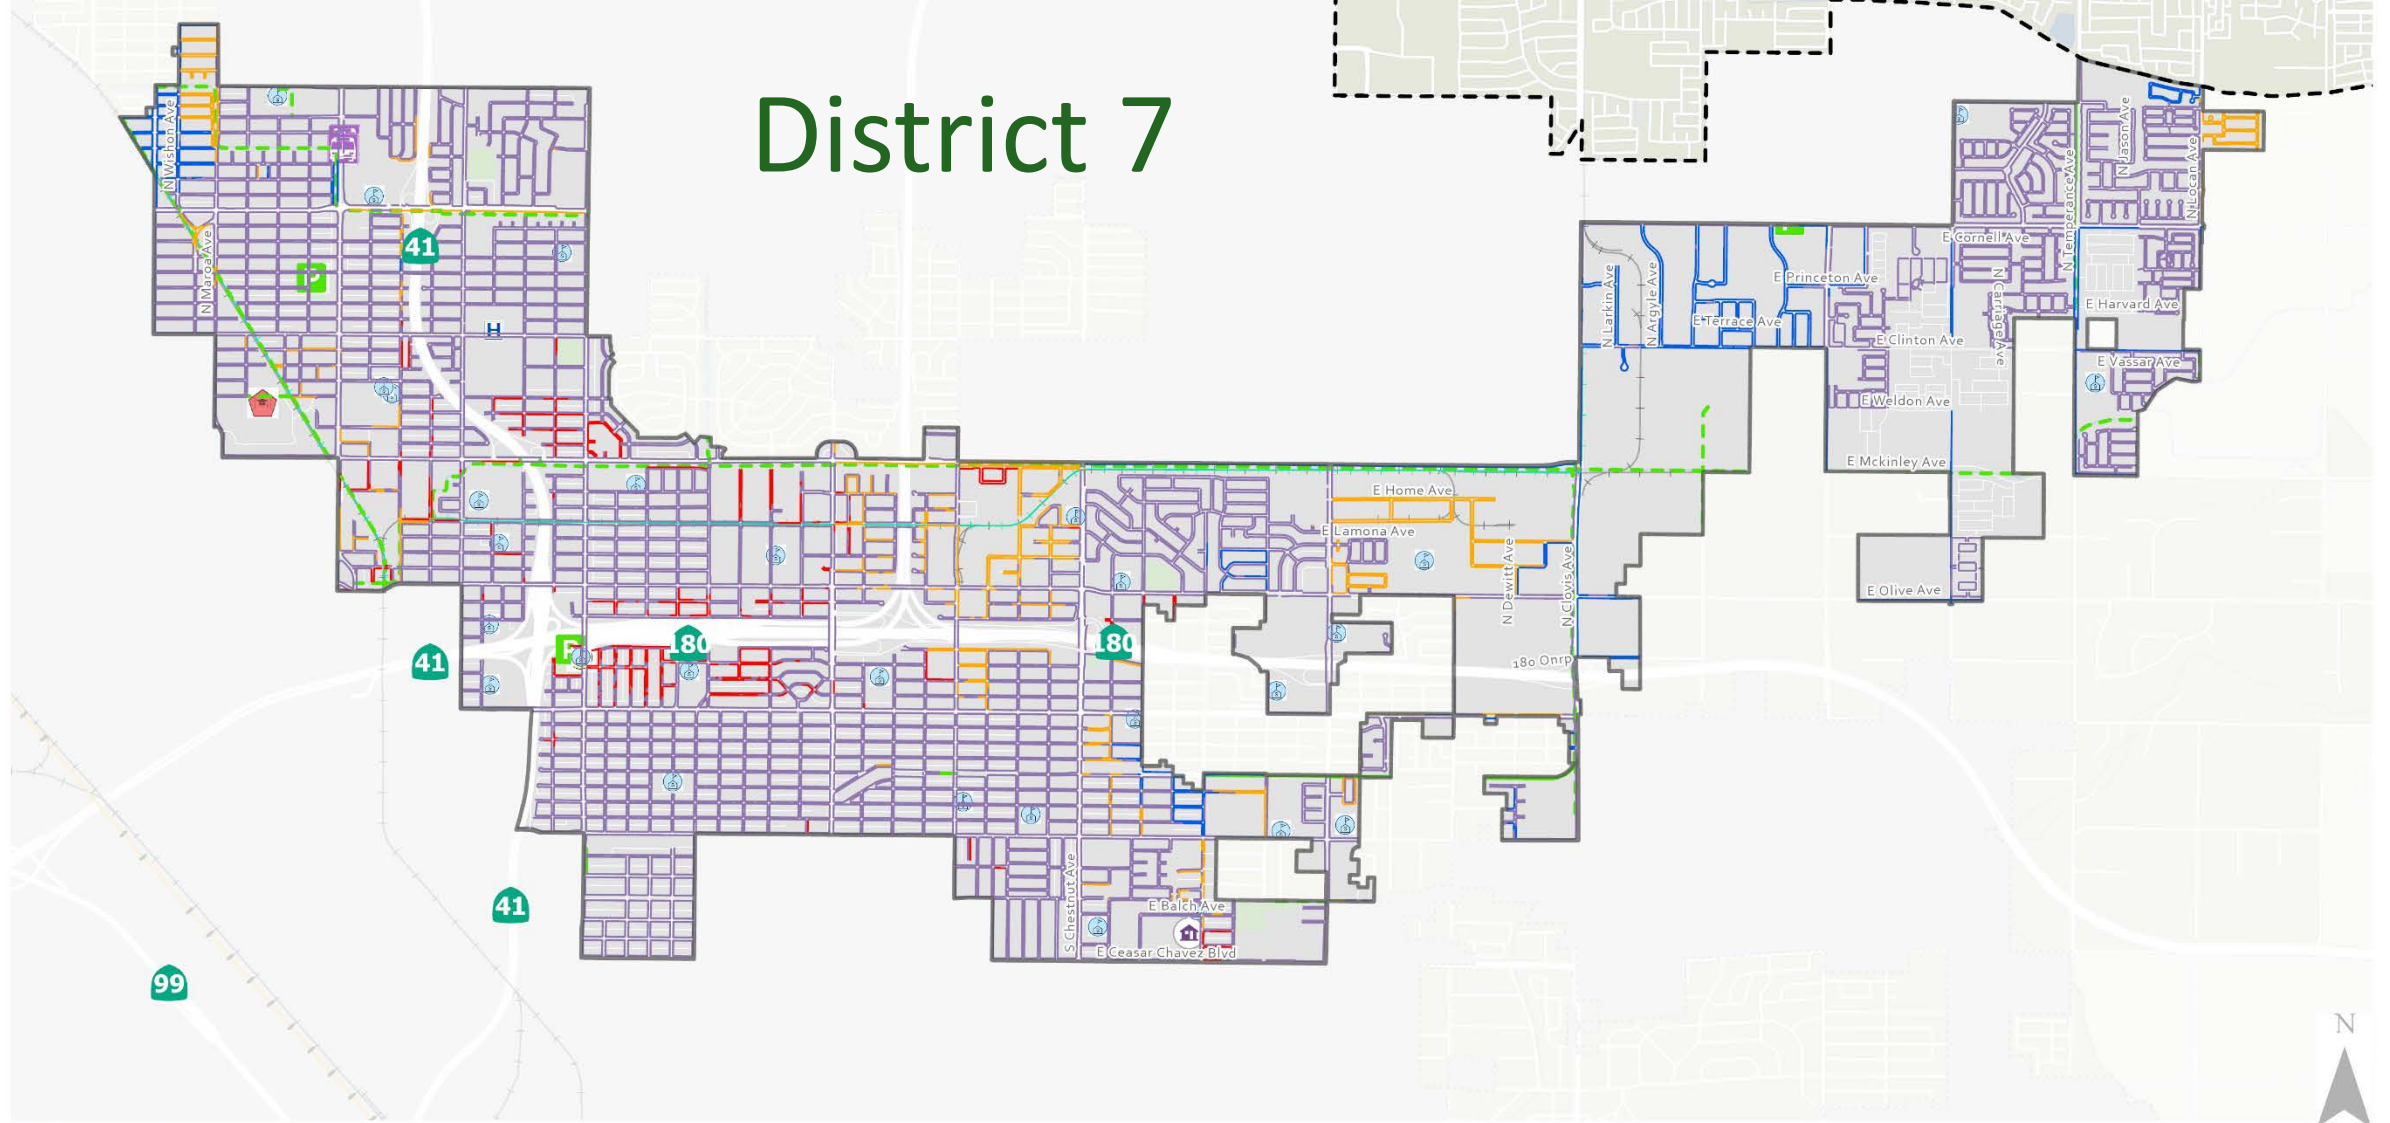 District 7
N Wishon Ave
N Maroa Ave
41
P
H
N Jason Ave
N Locan Ave
N Temperance Ave
E Cornell Ave
N Carriage Ave
E Princeton Ave
E Harvard Ave
N Larkin Ave
N Argyle Ave
E Terrace Ave
E Clinton Ave
E Vassar Ave
E Weldon Ave
E Mckinley Ave
E Home Ave
E Lamona Ave
N Dewitt Ave
N Clovis Ave
E Olive Ave
41
P
180
180
180 Onrp
S Chestnut Ave
E Balch Ave
E Ceasar Chavez Blvd
41
99
N